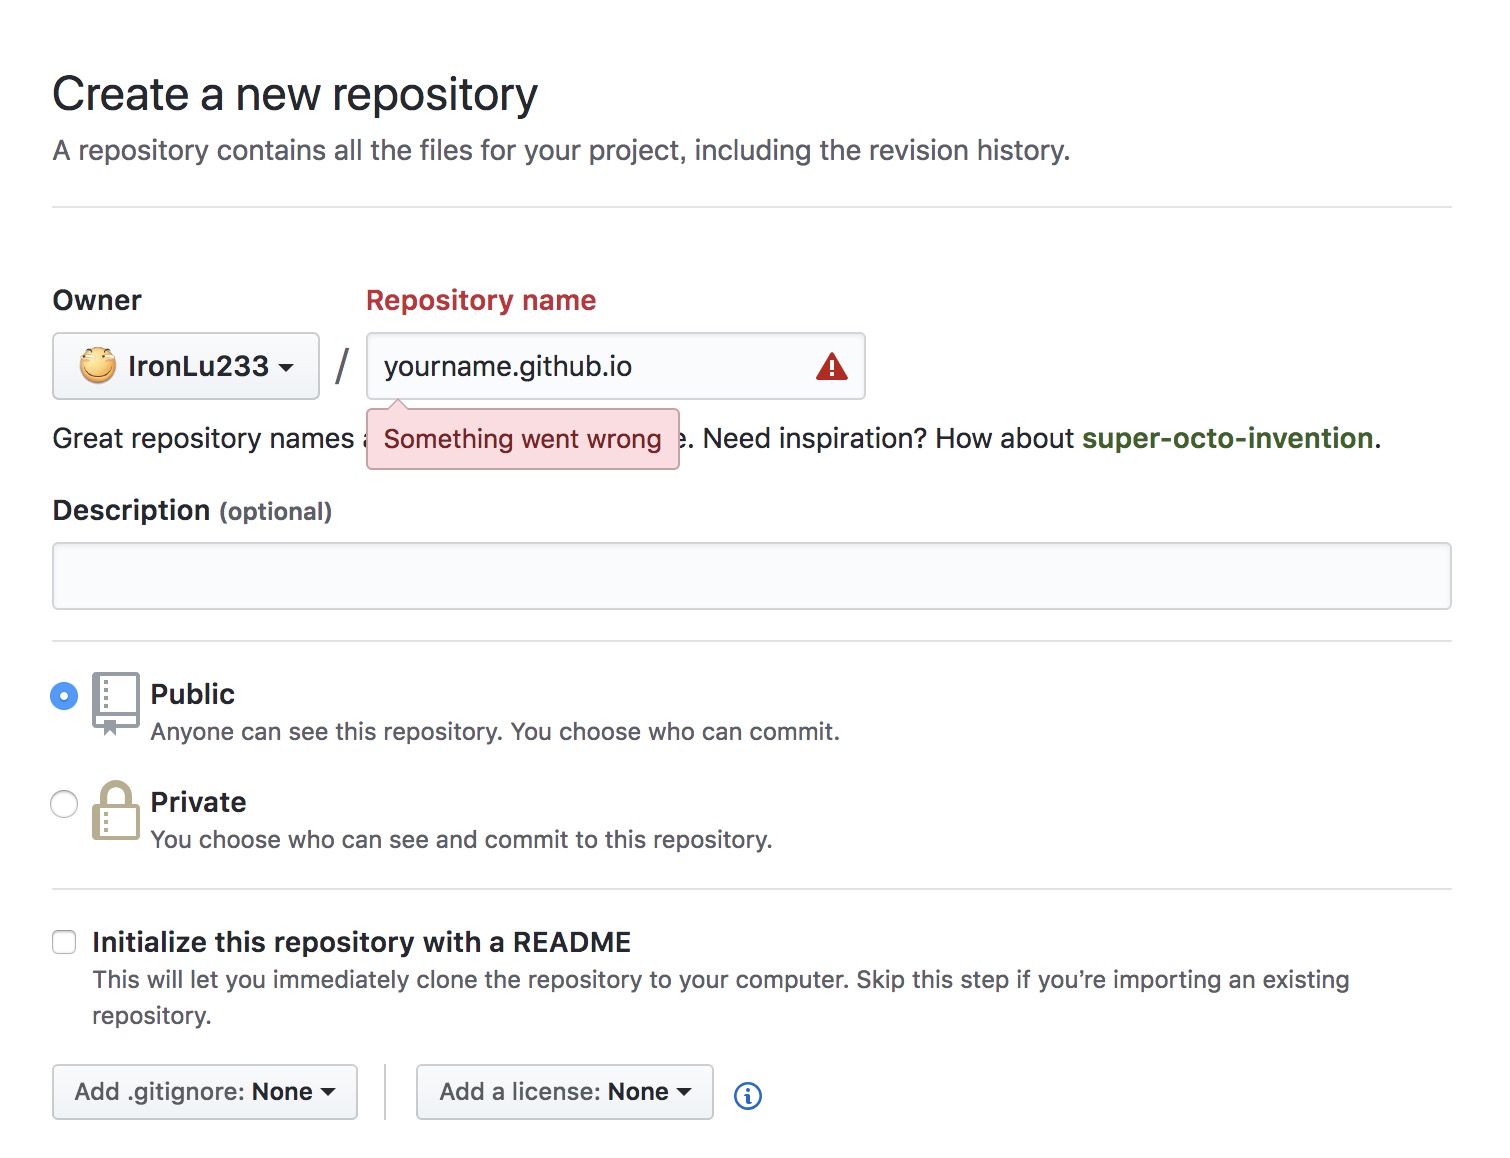 Create a new repository
A repository contains all the files for your project, including the revision history.
Owner
Repository name
IronLu233
/
yourname.github.io
Great repository names
Something went wrong
e. Need inspiration? How about super-octo-invention.
Description (optional)
Public
Anyone can see this repository. You choose who can commit.
Private
You choose who can see and commit to this repository.
Initialize this repository with a README
This will let you immediately clone the repository to your computer. Skip this step if you’re importing an existing
repository.
Add .gitignore: None
Add a license: None